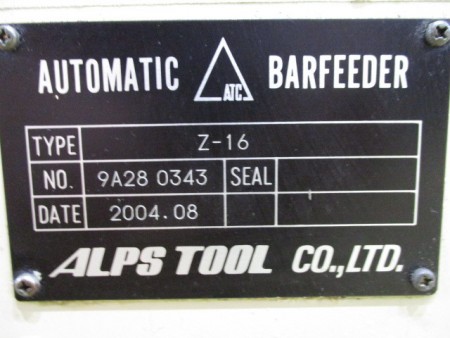 AUTOMATIC ATC BARFEEDER
TYPE Z-16
NO. 9A28 0343 SEAL
DATE 2004.08
ALPS TOOL CO.,LTD.